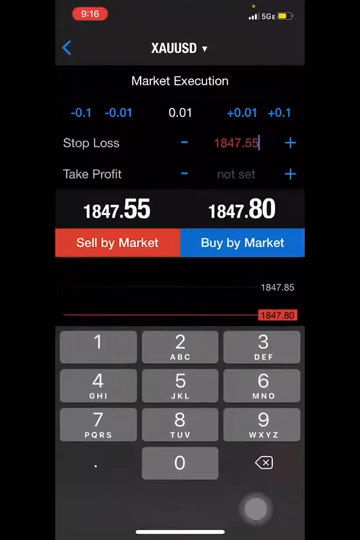 9:16
5G
XAUUSD
Market Execution
-0.1 -0.01 0.01 +0.01 +0.1
Stop Loss - 1847.55 +
Take Profit - not set +
1847.55 1847.80
Sell by Market Buy by Market
1847.85
1847.80
1 2 3
ABC DEF
4 5 6
GHI JKL MNO
7 8 9
PQRS TUV WXYZ
. 0